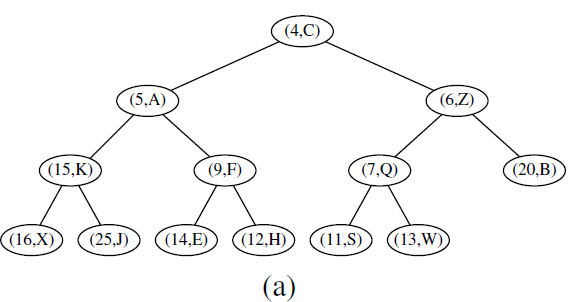 (4,C)
(5,A) (6,Z)
(15,K) (9,F) (7,Q) (20,B)
(16,X) (25,J) (14,E) (12,H) (11,S) (13,W)
(a)